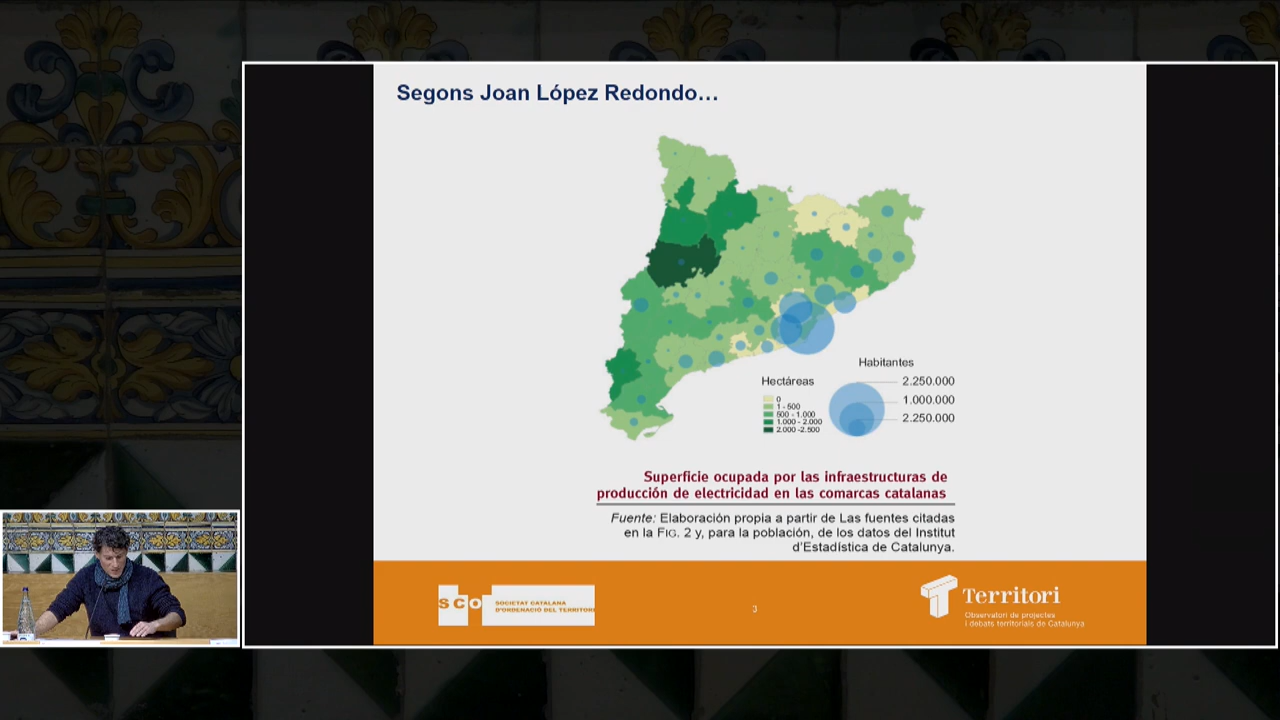 Segons Joan López Redondo…
Habitantes
2.250.000
1.000.000
2.250.000
Hectáreas
0
1 - 500
500 - 1.000
1.000 - 2.000
2.000 -2.500
Superficie ocupada por las infraestructuras de
producción de electricidad en las comarcas catalanas
Fuente: Elaboración propia a partir de Las fuentes citadas
en la FIG. 2 y, para la población, de los datos del Institut
d'Estadística de Catalunya.
SCOT
SOCIETAT CATALANA
D'ORDENACIÓ DEL TERRITORI
3
Territori
Observatori de projectes
i debats territorials de Catalunya